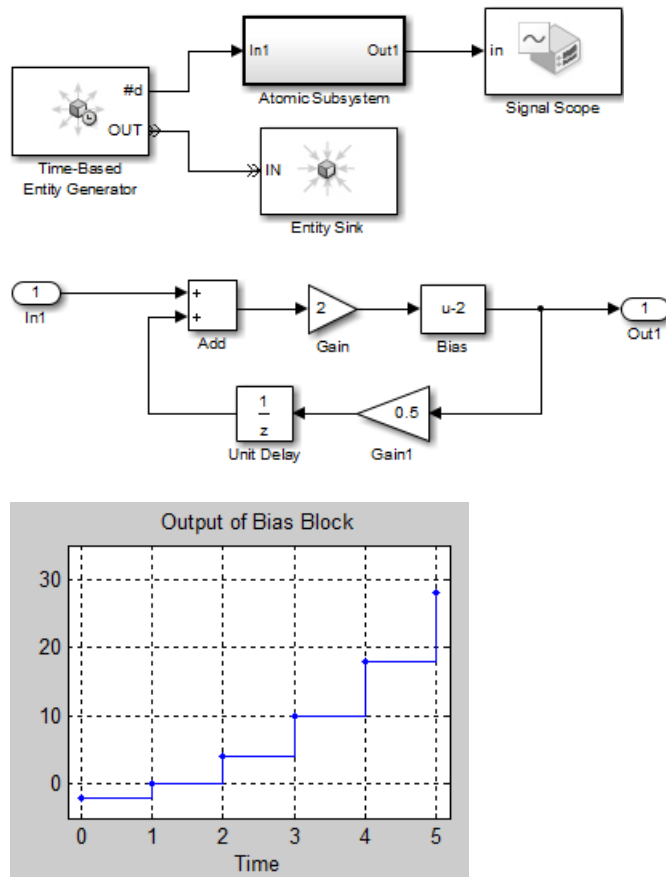 #d
OUT
Time-Based
Entity Generator
In1
Out1
Atomic Subsystem
in
Signal Scope
IN
Entity Sink
1
In1
+
+
Add
2
Gain
u-2
Bias
1
Out1
1
z
Unit Delay
0.5
Gain1
Output of Bias Block
30
20
10
0
0 1 2 3 4 5
Time